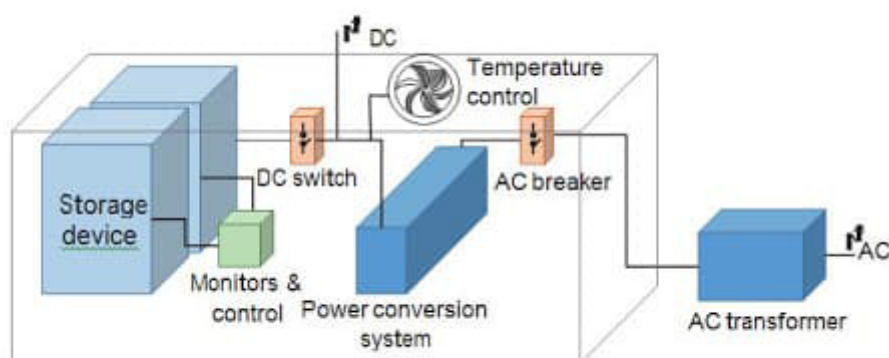 DC
Temperature
control
DC switch
AC breaker
Storage
device
Monitors &
control
Power conversion
system
AC
AC transformer